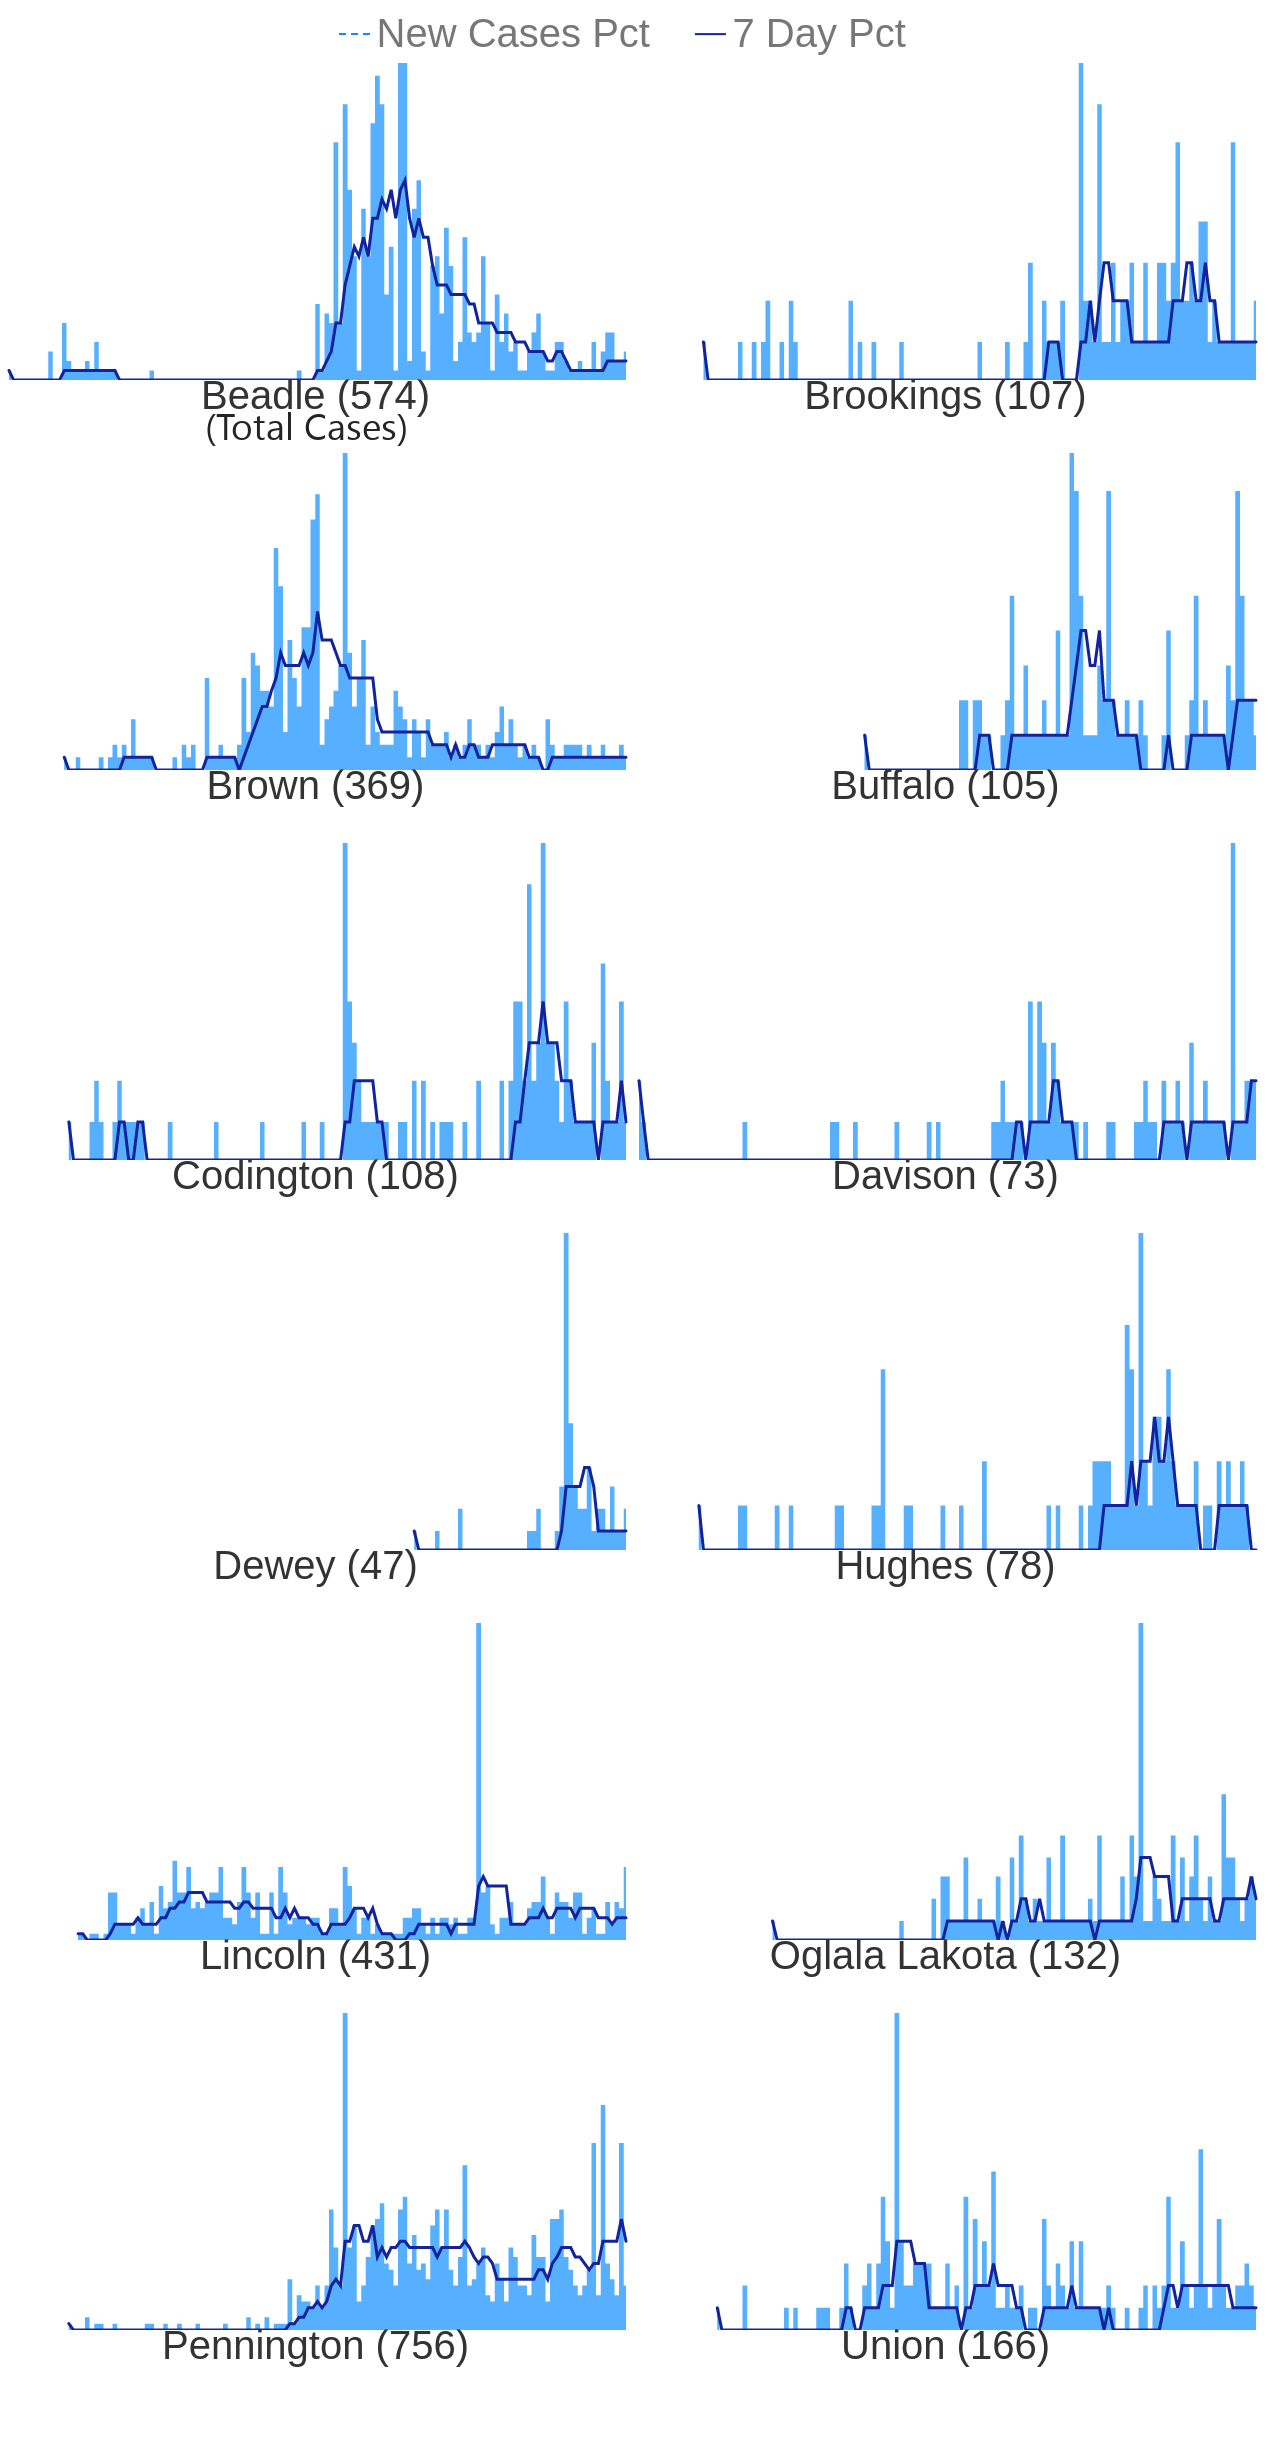 New Cases Pct 7 Day Pct
Beadle (574) Brookings (107)
(Total Cases)
Brown (369) Buffalo (105)
Codington (108) Davison (73)
Dewey (47) Hughes (78)
Lincoln (431) Oglala Lakota (132)
Pennington (756) Union (166)